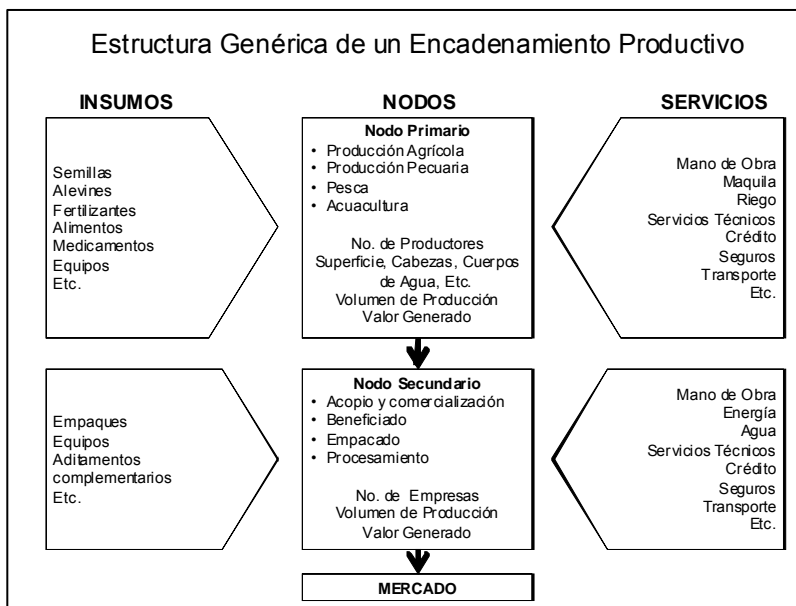 Estructura Genérica de un Encadenamiento Productivo
INSUMOS
NODOS
SERVICIOS
Semillas
Alevines
Fertilizantes
Alimentos
Medicamentos
Equipos
Etc.
Nodo Primario
• Producción Agrícola
• Producción Pecuaria
• Pesca
• Acuacultura
No. de Productores
Superficie, Cabezas, Cuerpos
de Agua, Etc.
Volumen de Producción
Valor Generado
Mano de Obra
Maquila
Riego
Servicios Técnicos
Crédito
Seguros
Transporte
Etc.
Empaques
Equipos
Aditamentos
complementarios
Etc.
Nodo Secundario
• Acopio y comercialización
• Beneficiado
• Empacado
• Procesamiento
No. de Empresas
Volumen de Producción
Valor Generado
Mano de Obra
Energía
Agua
Servicios Técnicos
Crédito
Seguros
Transporte
Etc.
MERCADO